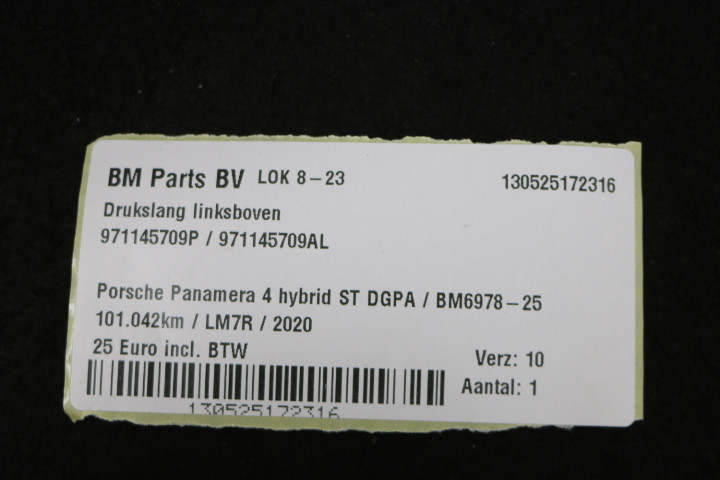 BM Parts BV LOK 8-23 130525172316
Drukslang linksboven
971145709P / 971145709AL
Porsche Panamera 4 hybrid ST DGPA / BM6978-25
101.042km / LM7R / 2020
25 Euro incl. BTW
Verz: 10
Aantal: 1
130525172316